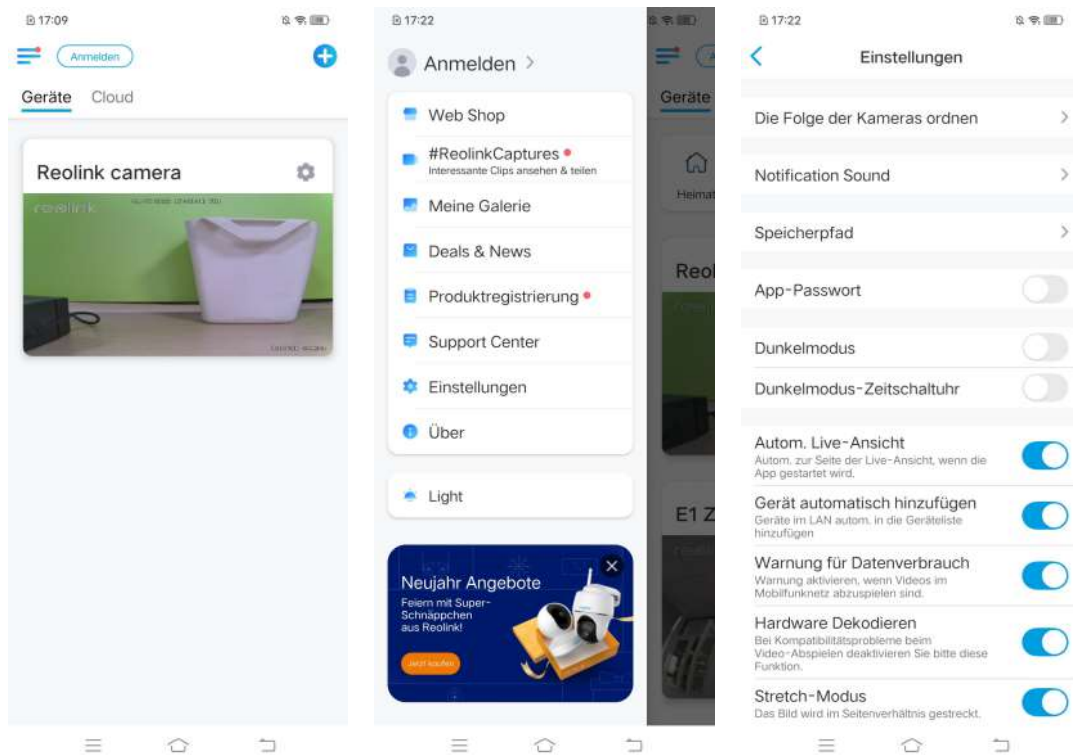 17:09
Anmelden
Geräte Cloud
Reolink camera
reolink
17:22
Anmelden
Web Shop
#ReolinkCaptures
Interessante Clips ansehen & teilen
Meine Galerie
Deals & News
Produktregistrierung
Support Center
Einstellungen
Über
Light
Neujahr Angebote
Feiern mit Super-
Schnäppchen
aus Reolink!
Jetzt kaufen
Geräte
Heimat
Reol
E1 Z
17:22
Einstellungen
Die Folge der Kameras ordnen
Notification Sound
Speicherpfad
App-Passwort
Dunkelmodus
Dunkelmodus-Zeitschaltuhr
Autom. Live-Ansicht
Autom. zur Seite der Live-Ansicht, wenn die
App gestartet wird.
Gerät automatisch hinzufügen
Geräte im LAN autom. in die Geräteliste
hinzufügen
Warnung für Datenverbrauch
Warnung aktivieren, wenn Videos im
Mobilfunknetz abzuspielen sind.
Hardware Dekodieren
Bei Kompatibilitätsprobleme beim
Video-Abspielen deaktivieren Sie bitte diese
Funktion.
Stretch-Modus
Das Bild wird im Seitenverhältnis gestreckt.